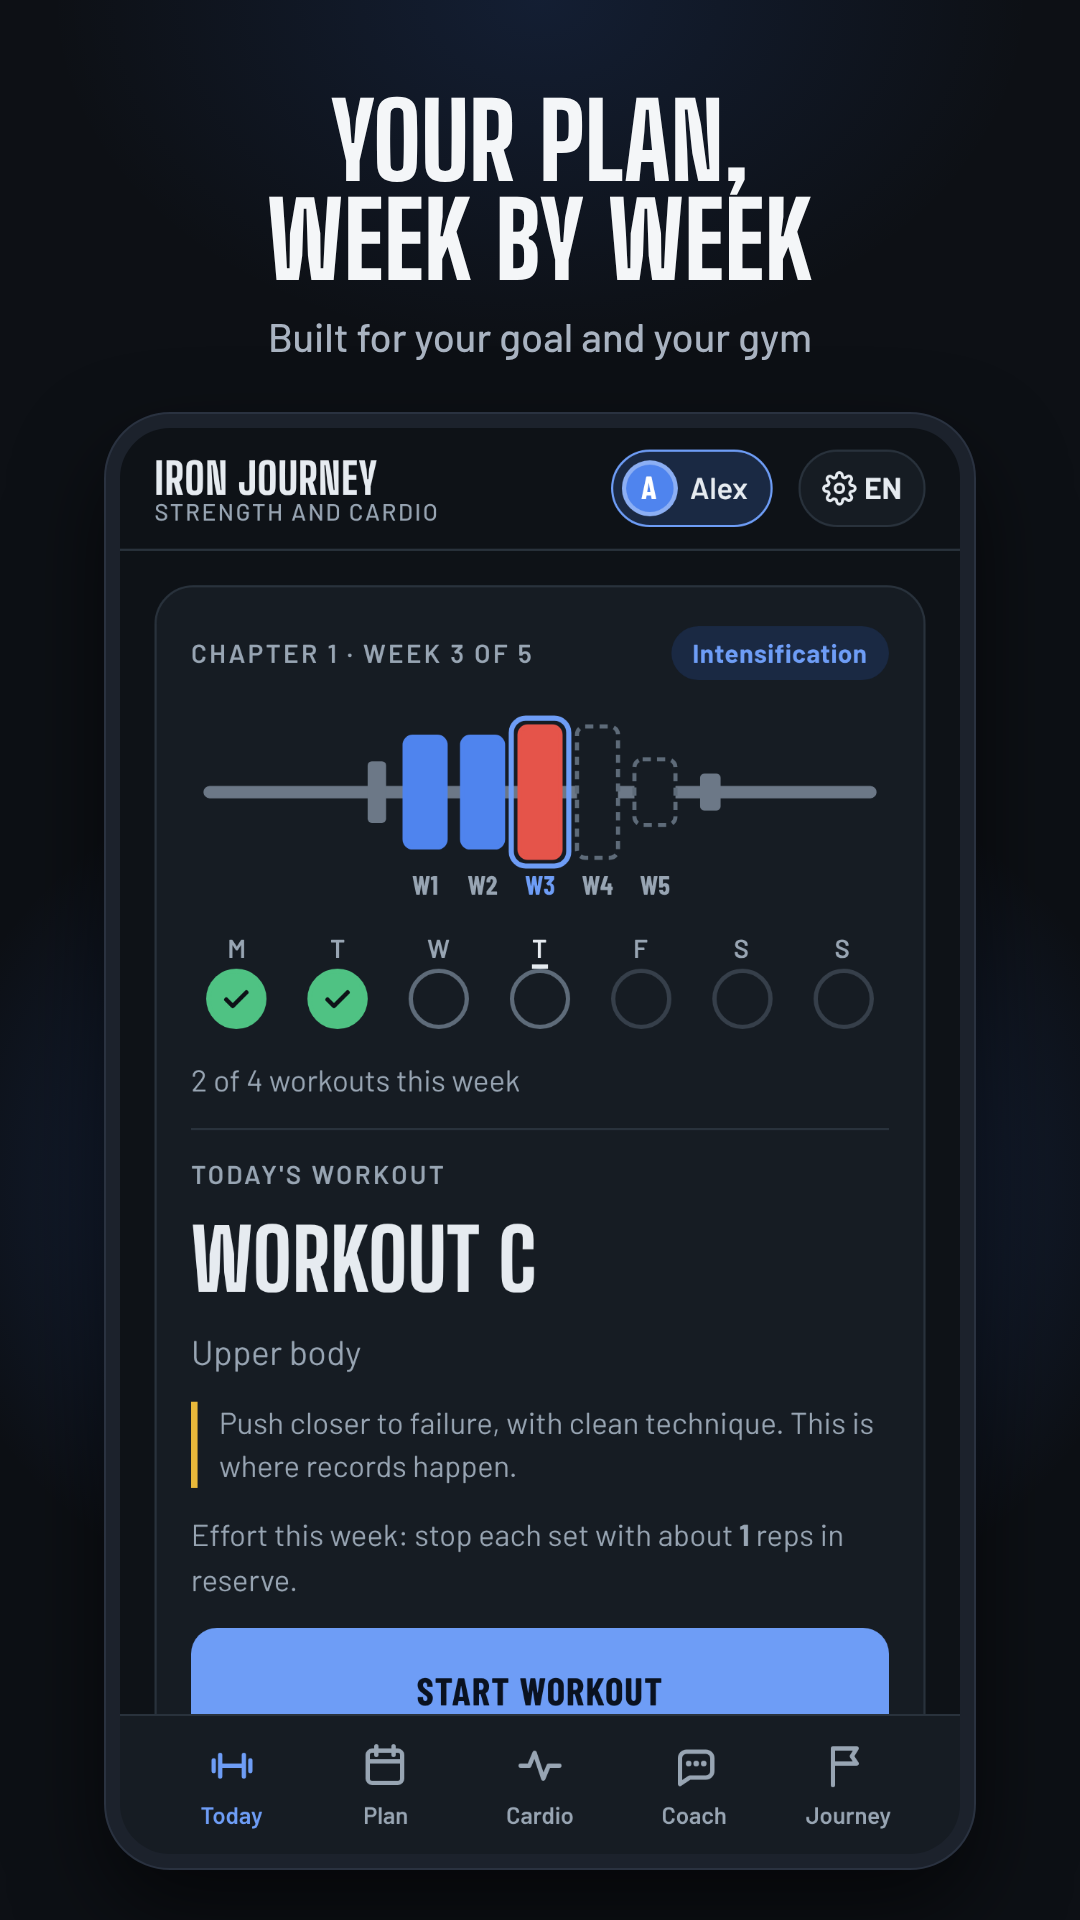 YOUR PLAN,
WEEK BY WEEK
Built for your goal and your gym
IRON JOURNEY
STRENGTH AND CARDIO
A Alex
EN
CHAPTER 1 · WEEK 3 OF 5
Intensification
W1 W2 W3 W4 W5
M T W T F S S
2 of 4 workouts this week
TODAY'S WORKOUT
WORKOUT C
Upper body
Push closer to failure, with clean technique. This is
where records happen.
Effort this week: stop each set with about 1 reps in
reserve.
START WORKOUT
Today Plan Cardio Coach Journey